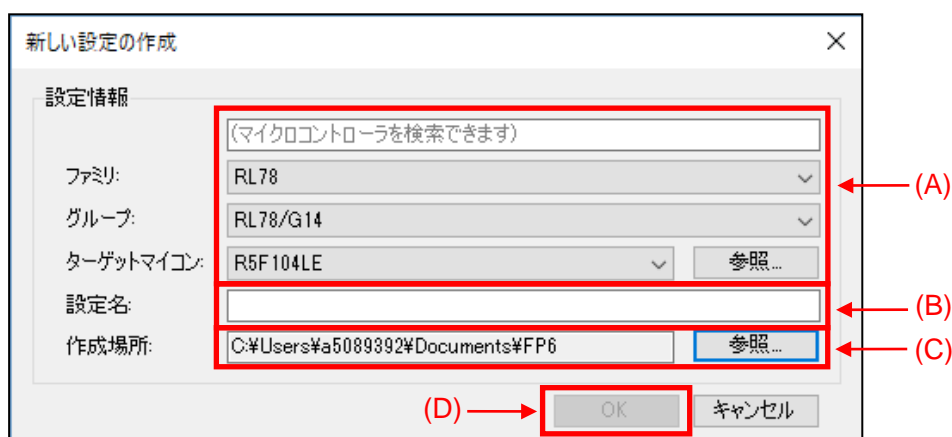 新しい設定の作成
設定情報
(マイクロコントローラを検索できます)
ファミリ: RL78
グループ: RL78/G14
ターゲットマイコン: R5F104LE 参照...
設定名:
作成場所: C:¥Users¥a5089392¥Documents¥FP6 参照...
(A)
(B)
(C)
(D) OK キャンセル